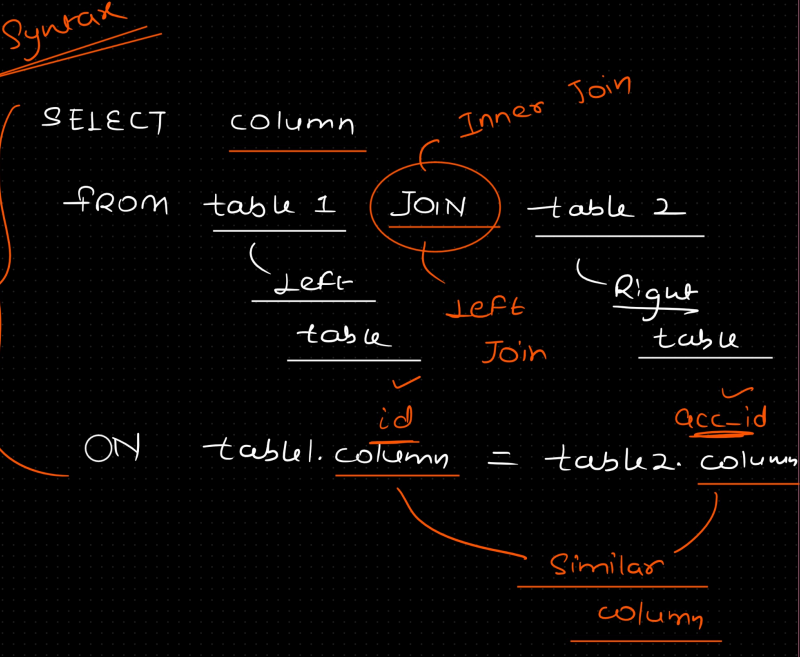 Syntax
Inner Join
SELECT column
from table 1 JOIN table 2
Left
table
Left
Join
Right
table
id
acc_id
ON table1.column = table2.column
Similar
column